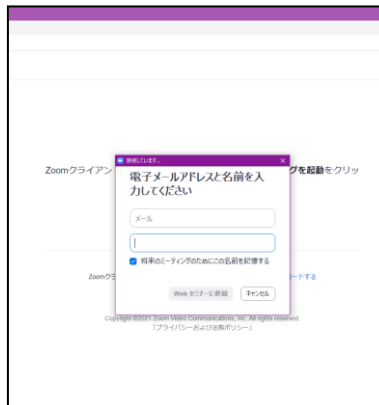 接続しています...
電子メールアドレスと名前を入
力してください
Zoomクライアン
グを起動をクリッ
メール
将来のミーティングのためにこの名前を記憶する
Zoomクラ
ードする
Web セミナーに参加
キャンセル
Copyright ©2021 Zoom Video Communications, Inc. All rights reserved.
「プライバシーおよび法務ポリシー」